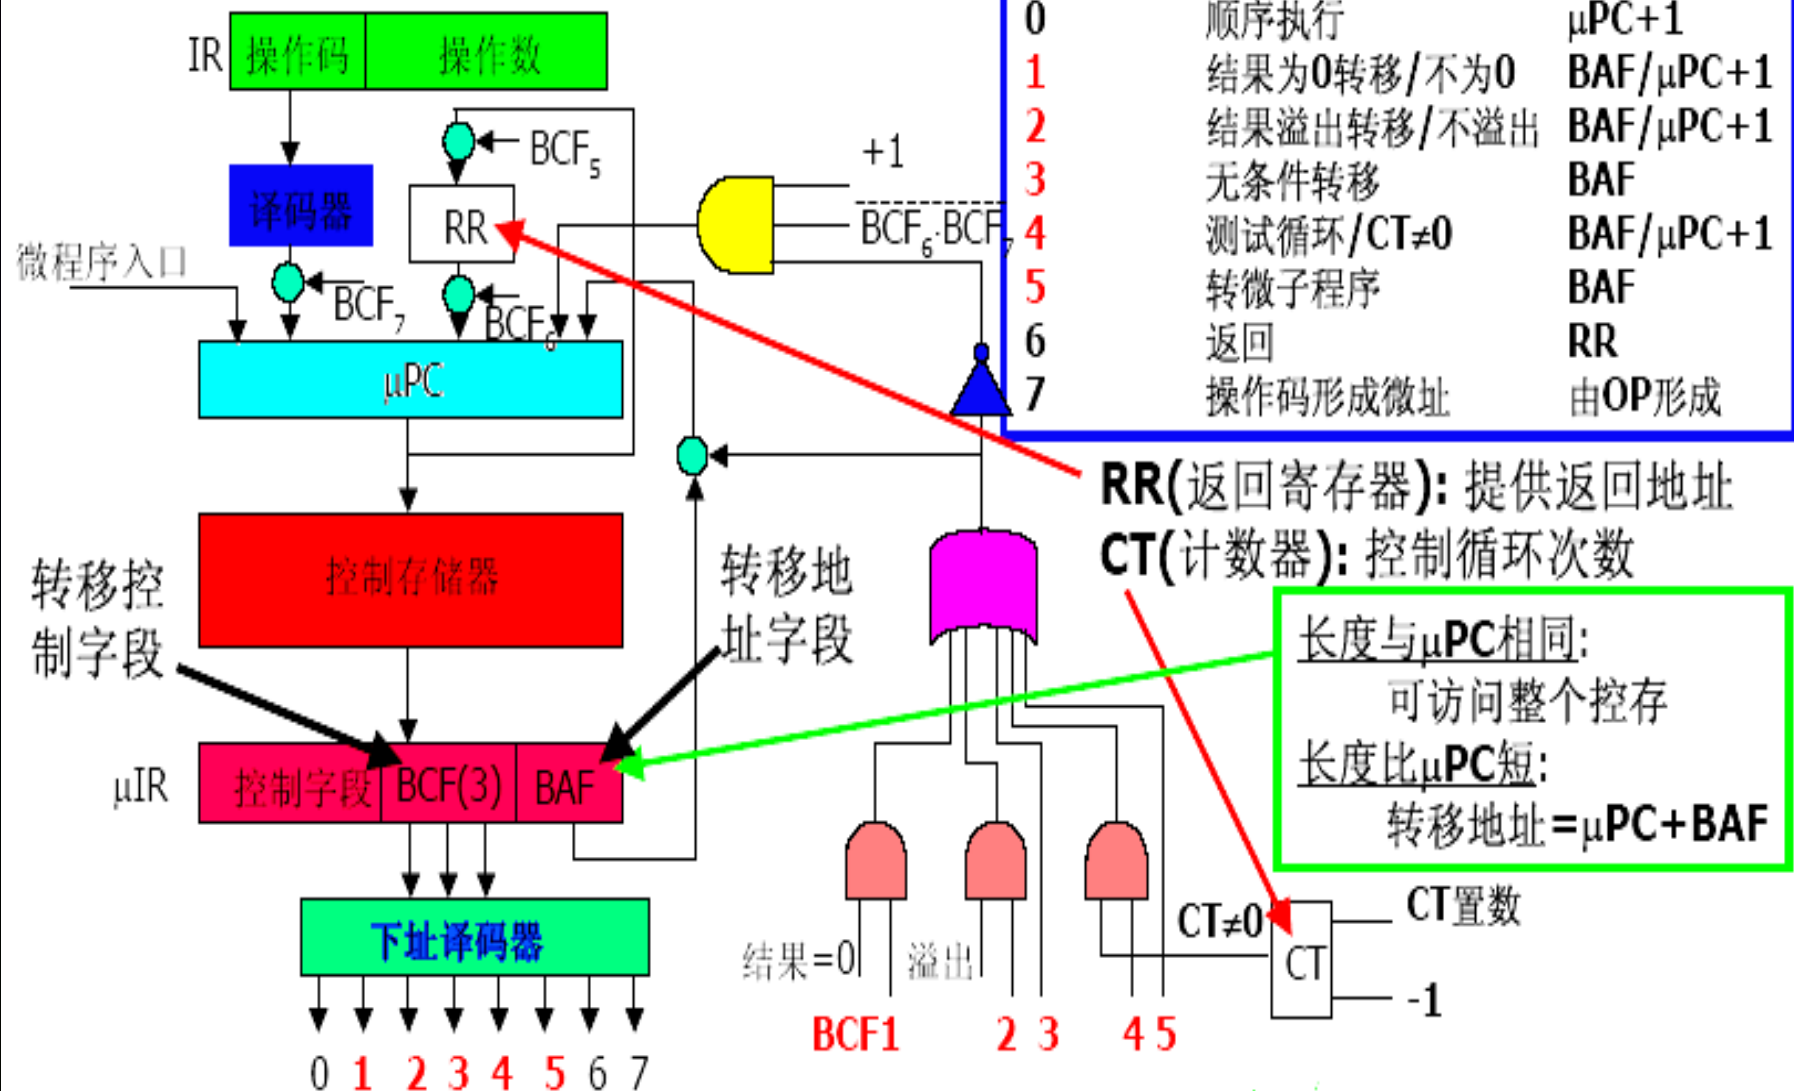 IR
操作码
操作数
BCF5
译码器
RR
+1
BCF6·BCF7
微程序入口
BCF7
BCF6
μPC
0 顺序执行 μPC+1
1 结果为0转移/不为0 BAF/μPC+1
2 结果溢出转移/不溢出 BAF/μPC+1
3 无条件转移 BAF
4 测试循环/CT≠0 BAF/μPC+1
5 转微子程序 BAF
6 返回 RR
7 操作码形成微址 由OP形成
RR(返回寄存器): 提供返回地址
CT(计数器): 控制循环次数
控制存储器
转移控
制字段
转移地
址字段
长度与μPC相同:
可访问整个控存
长度比μPC短:
转移地址=μPC+BAF
μIR
控制字段
BCF(3)
BAF
下址译码器
0 1 2 3 4 5 6 7
结果=0
溢出
CT≠0
CT
CT置数
-1
BCF1 2 3 4 5